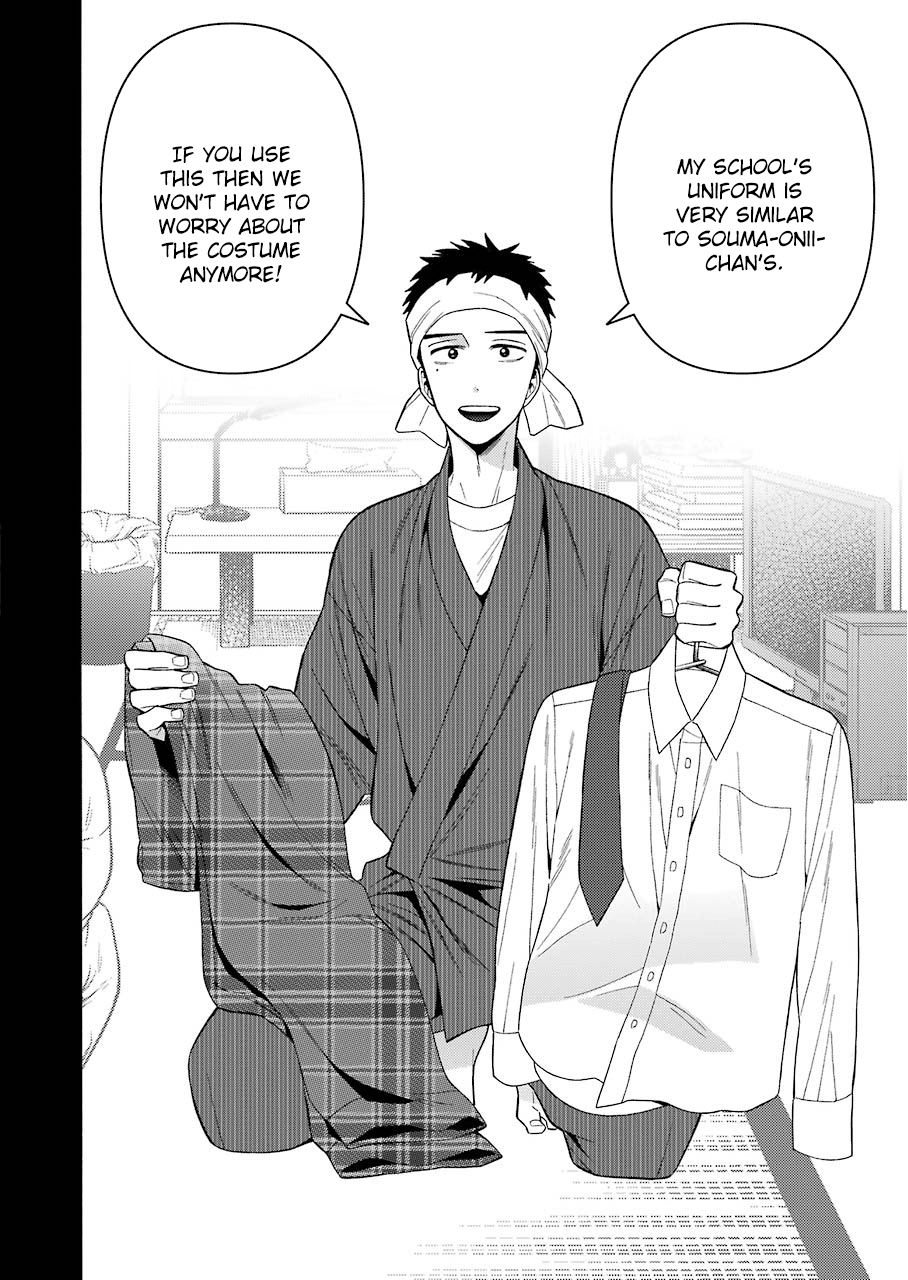 MY SCHOOL'S
UNIFORM IS
VERY SIMILAR
TO SOUMA-ONII-
CHAN'S.
IF YOU USE
THIS THEN WE
WON'T HAVE TO
WORRY ABOUT
THE COSTUME
ANYMORE!